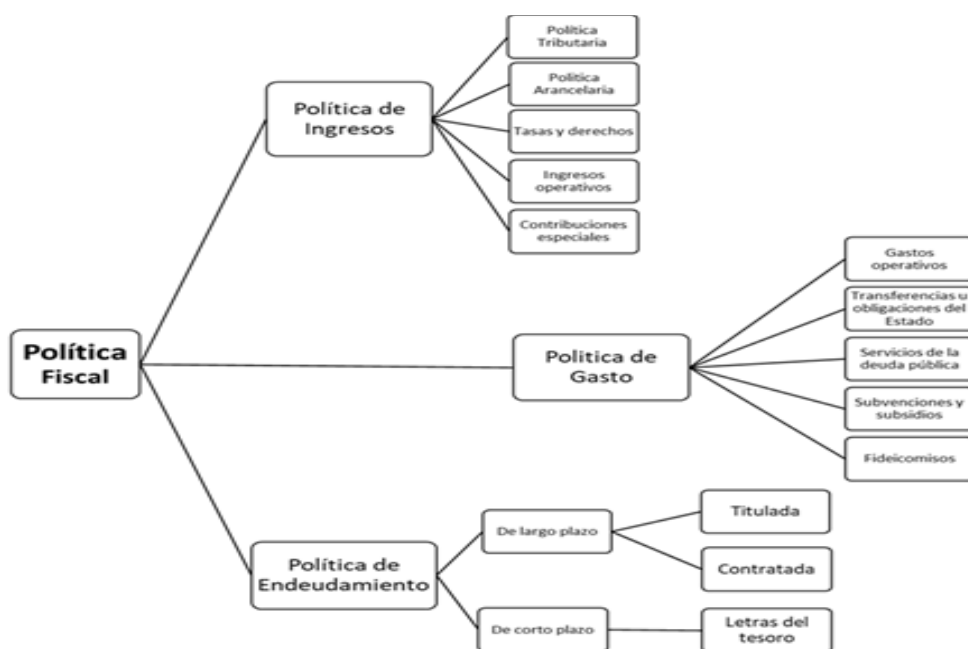 Política
Tributaria
Política
Arancelaria
Política de
Ingresos
Tasas y derechos
Ingresos
operativos
Contribuciones
especiales
Gastos
operativos
Transferencias u
obligaciones del
Estado
Política
Fiscal
Politica de
Gasto
Servicios de la
deuda pública
Subvenciones y
subsidios
Fideicomisos
Política de
Endeudamiento
De largo plazo
Titulada
Contratada
De corto plazo
Letras del
tesoro